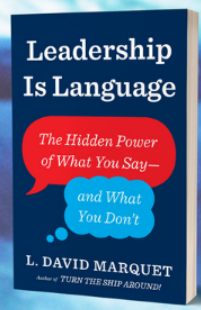 Leadership
Is Language
The Hidden Power
of What You Say—
and What
You Don't
L. DAVID MARQUET
Author of TURN THE SHIP AROUND!